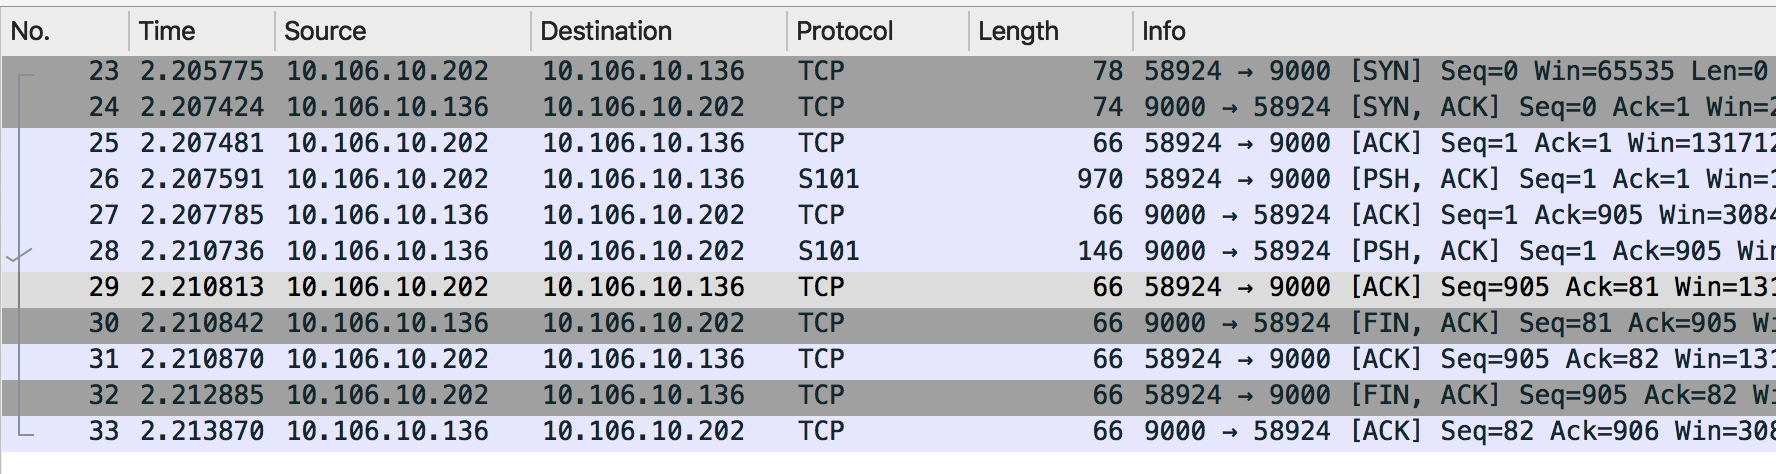 No. Time Source Destination Protocol Length Info
23 2.205775 10.106.10.202 10.106.10.136 TCP 78 58924 → 9000 [SYN] Seq=0 Win=65535 Len=0
24 2.207424 10.106.10.136 10.106.10.202 TCP 74 9000 → 58924 [SYN, ACK] Seq=0 Ack=1 Win=2
25 2.207481 10.106.10.202 10.106.10.136 TCP 66 58924 → 9000 [ACK] Seq=1 Ack=1 Win=131712
26 2.207591 10.106.10.202 10.106.10.136 S101 970 58924 → 9000 [PSH, ACK] Seq=1 Ack=1 Win=1
27 2.207785 10.106.10.136 10.106.10.202 TCP 66 9000 → 58924 [ACK] Seq=1 Ack=905 Win=3084
28 2.210736 10.106.10.136 10.106.10.202 S101 146 9000 → 58924 [PSH, ACK] Seq=1 Ack=905 Win
29 2.210813 10.106.10.202 10.106.10.136 TCP 66 58924 → 9000 [ACK] Seq=905 Ack=81 Win=131
30 2.210842 10.106.10.136 10.106.10.202 TCP 66 9000 → 58924 [FIN, ACK] Seq=81 Ack=905 Wi
31 2.210870 10.106.10.202 10.106.10.136 TCP 66 58924 → 9000 [ACK] Seq=905 Ack=82 Win=131
32 2.212885 10.106.10.202 10.106.10.136 TCP 66 58924 → 9000 [FIN, ACK] Seq=905 Ack=82 Wi
33 2.213870 10.106.10.136 10.106.10.202 TCP 66 9000 → 58924 [ACK] Seq=82 Ack=906 Win=308